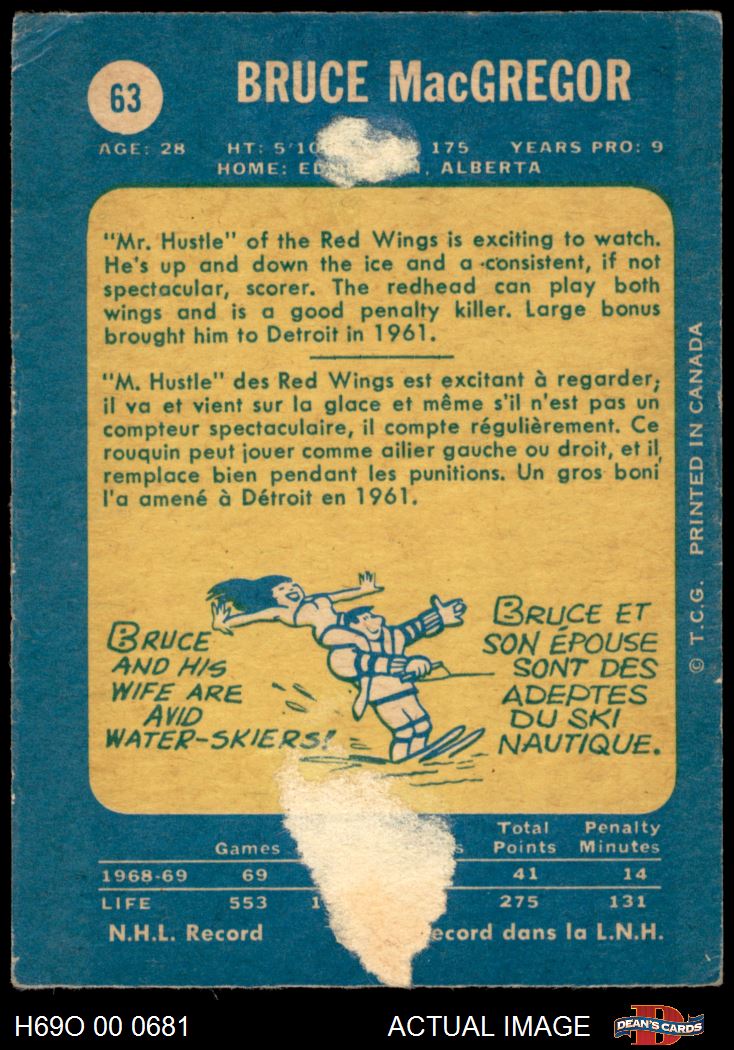 63
BRUCE MacGREGOR
AGE: 28 HT: 5'10 175 YEARS PRO: 9
HOME: , ALBERTA
"Mr. Hustle" of the Red Wings is exciting to watch.
He's up and down the ice and a consistent, if not
spectacular, scorer. The redhead can play both
wings and is a good penalty killer. Large bonus
brought him to Detroit in 1961.
"M. Hustle" des Red Wings est excitant à regarder;
il va et vient sur la glace et même s'il n'est pas un
compteur spectaculaire, il compte régulièrement. Ce
rouquin peut jouer comme ailier gauche ou droit, et il
remplace bien pendant les punitions. Un gros boni
l'a amené à Détroit en 1961.
BRUCE
AND HIS
WIFE ARE
AVID
WATER-SKIERS!
BRUCE ET
SON ÉPOUSE
SONT DES
ADEPTES
DU SKI
NAUTIQUE.
© T.C.G. PRINTED IN CANADA
Total Penalty
Games Points Minutes
1968-69 69 41 14
LIFE 553 275 131
N.H.L. Record dans la L.N.H.
H69O 00 0681 ACTUAL IMAGE DEAN'S CARDS